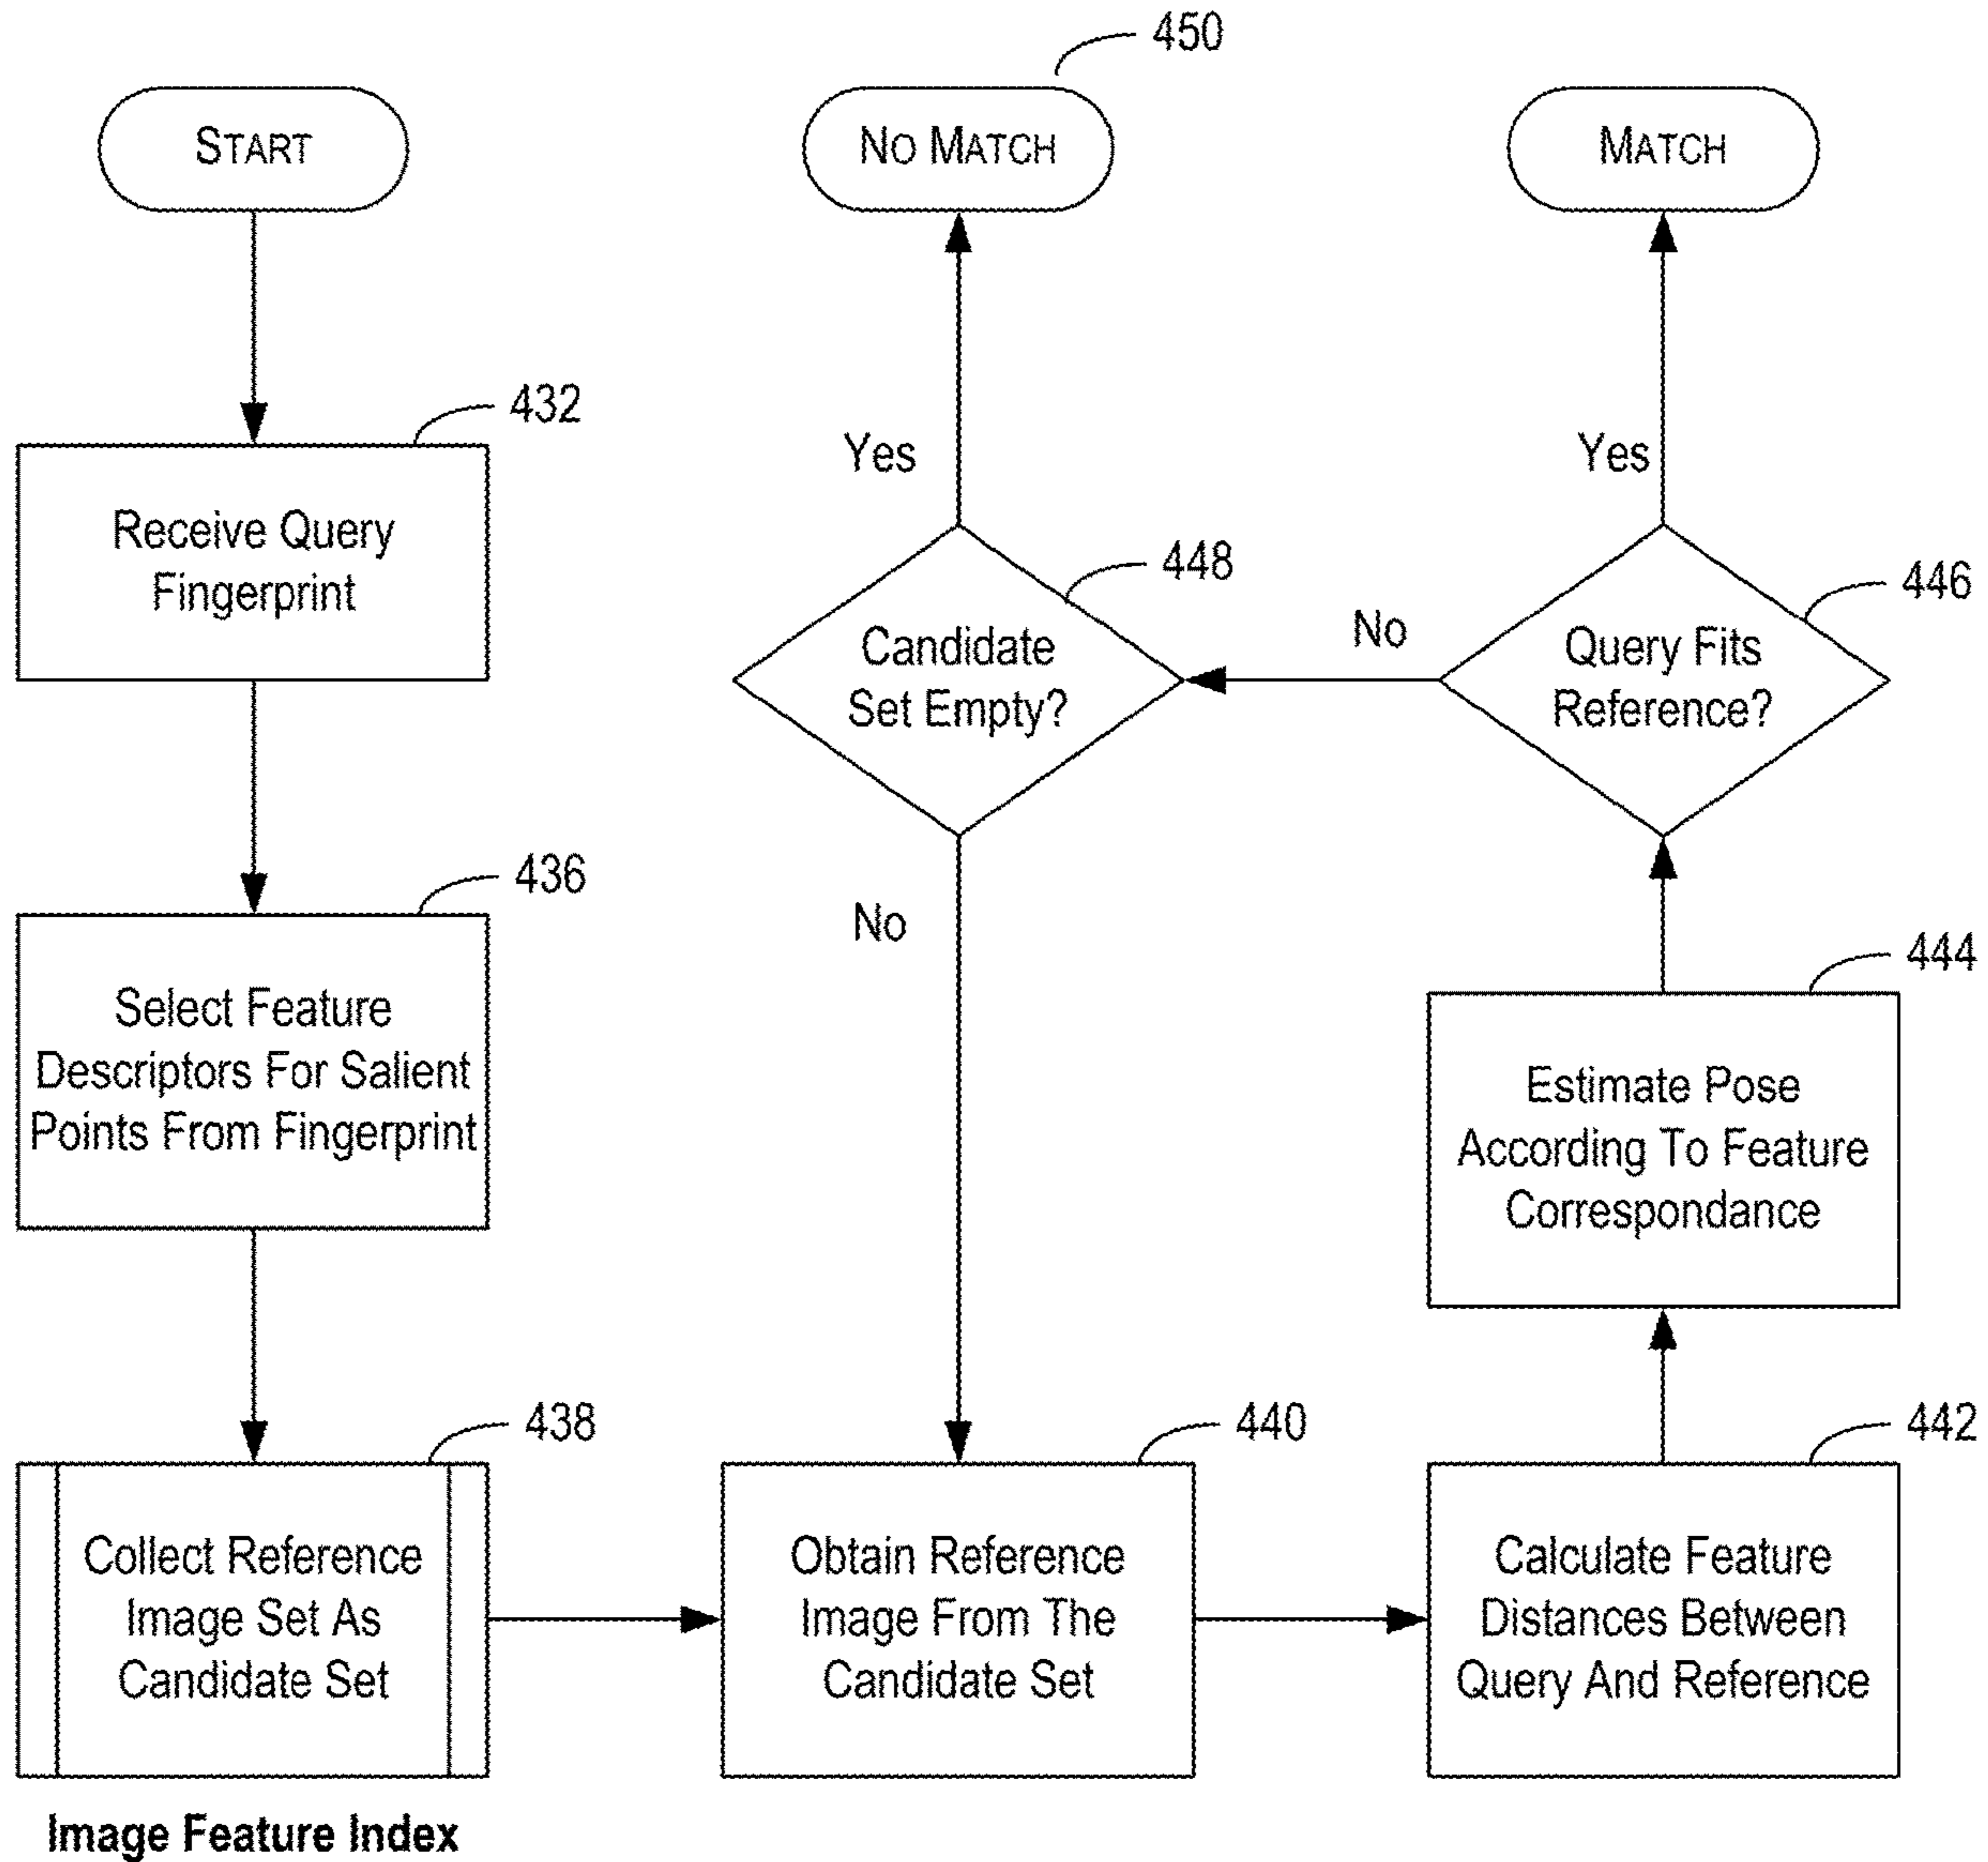 450
START
NO MATCH
MATCH
432
Receive Query
Fingerprint
Yes
Yes
448
Candidate
Set Empty?
No
446
Query Fits
Reference?
436
Select Feature
Descriptors For Salient
Points From Fingerprint
No
444
Estimate Pose
According To Feature
Correspondance
438
Collect Reference
Image Set As
Candidate Set
440
Obtain Reference
Image From The
Candidate Set
442
Calculate Feature
Distances Between
Query And Reference
Image Feature Index